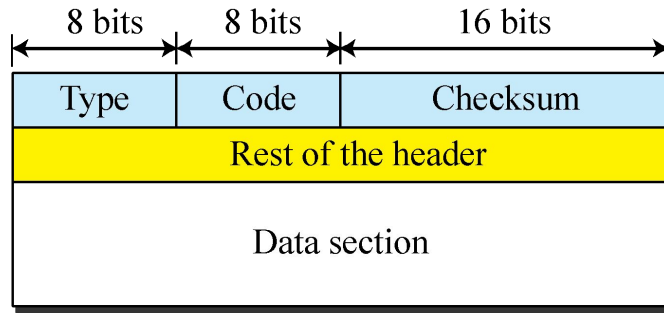 8 bits 8 bits 16 bits
Type Code Checksum
Rest of the header
Data section